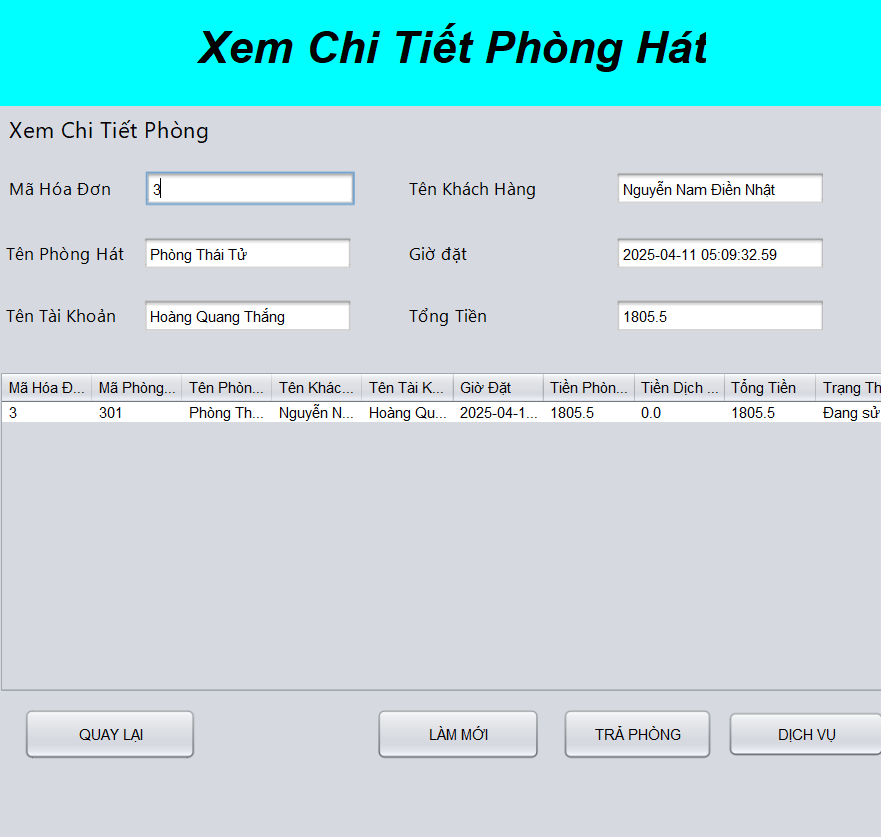 Xem Chi Tiết Phòng Hát
Xem Chi Tiết Phòng
Mã Hóa Đơn 3 Tên Khách Hàng Nguyễn Nam Điền Nhật
Tên Phòng Hát Phòng Thái Tử Giờ đặt 2025-04-11 05:09:32.59
Tên Tài Khoản Hoàng Quang Thắng Tổng Tiền 1805.5
Mã Hóa Đ... Mã Phòng... Tên Phòn... Tên Khác... Tên Tài K... Giờ Đặt Tiền Phòn... Tiền Dịch ... Tổng Tiền Trạng Th
3 301 Phòng Th... Nguyễn N... Hoàng Qu... 2025-04-1... 1805.5 0.0 1805.5 Đang sử
QUAY LẠI LÀM MỚI TRẢ PHÒNG DỊCH VỤ